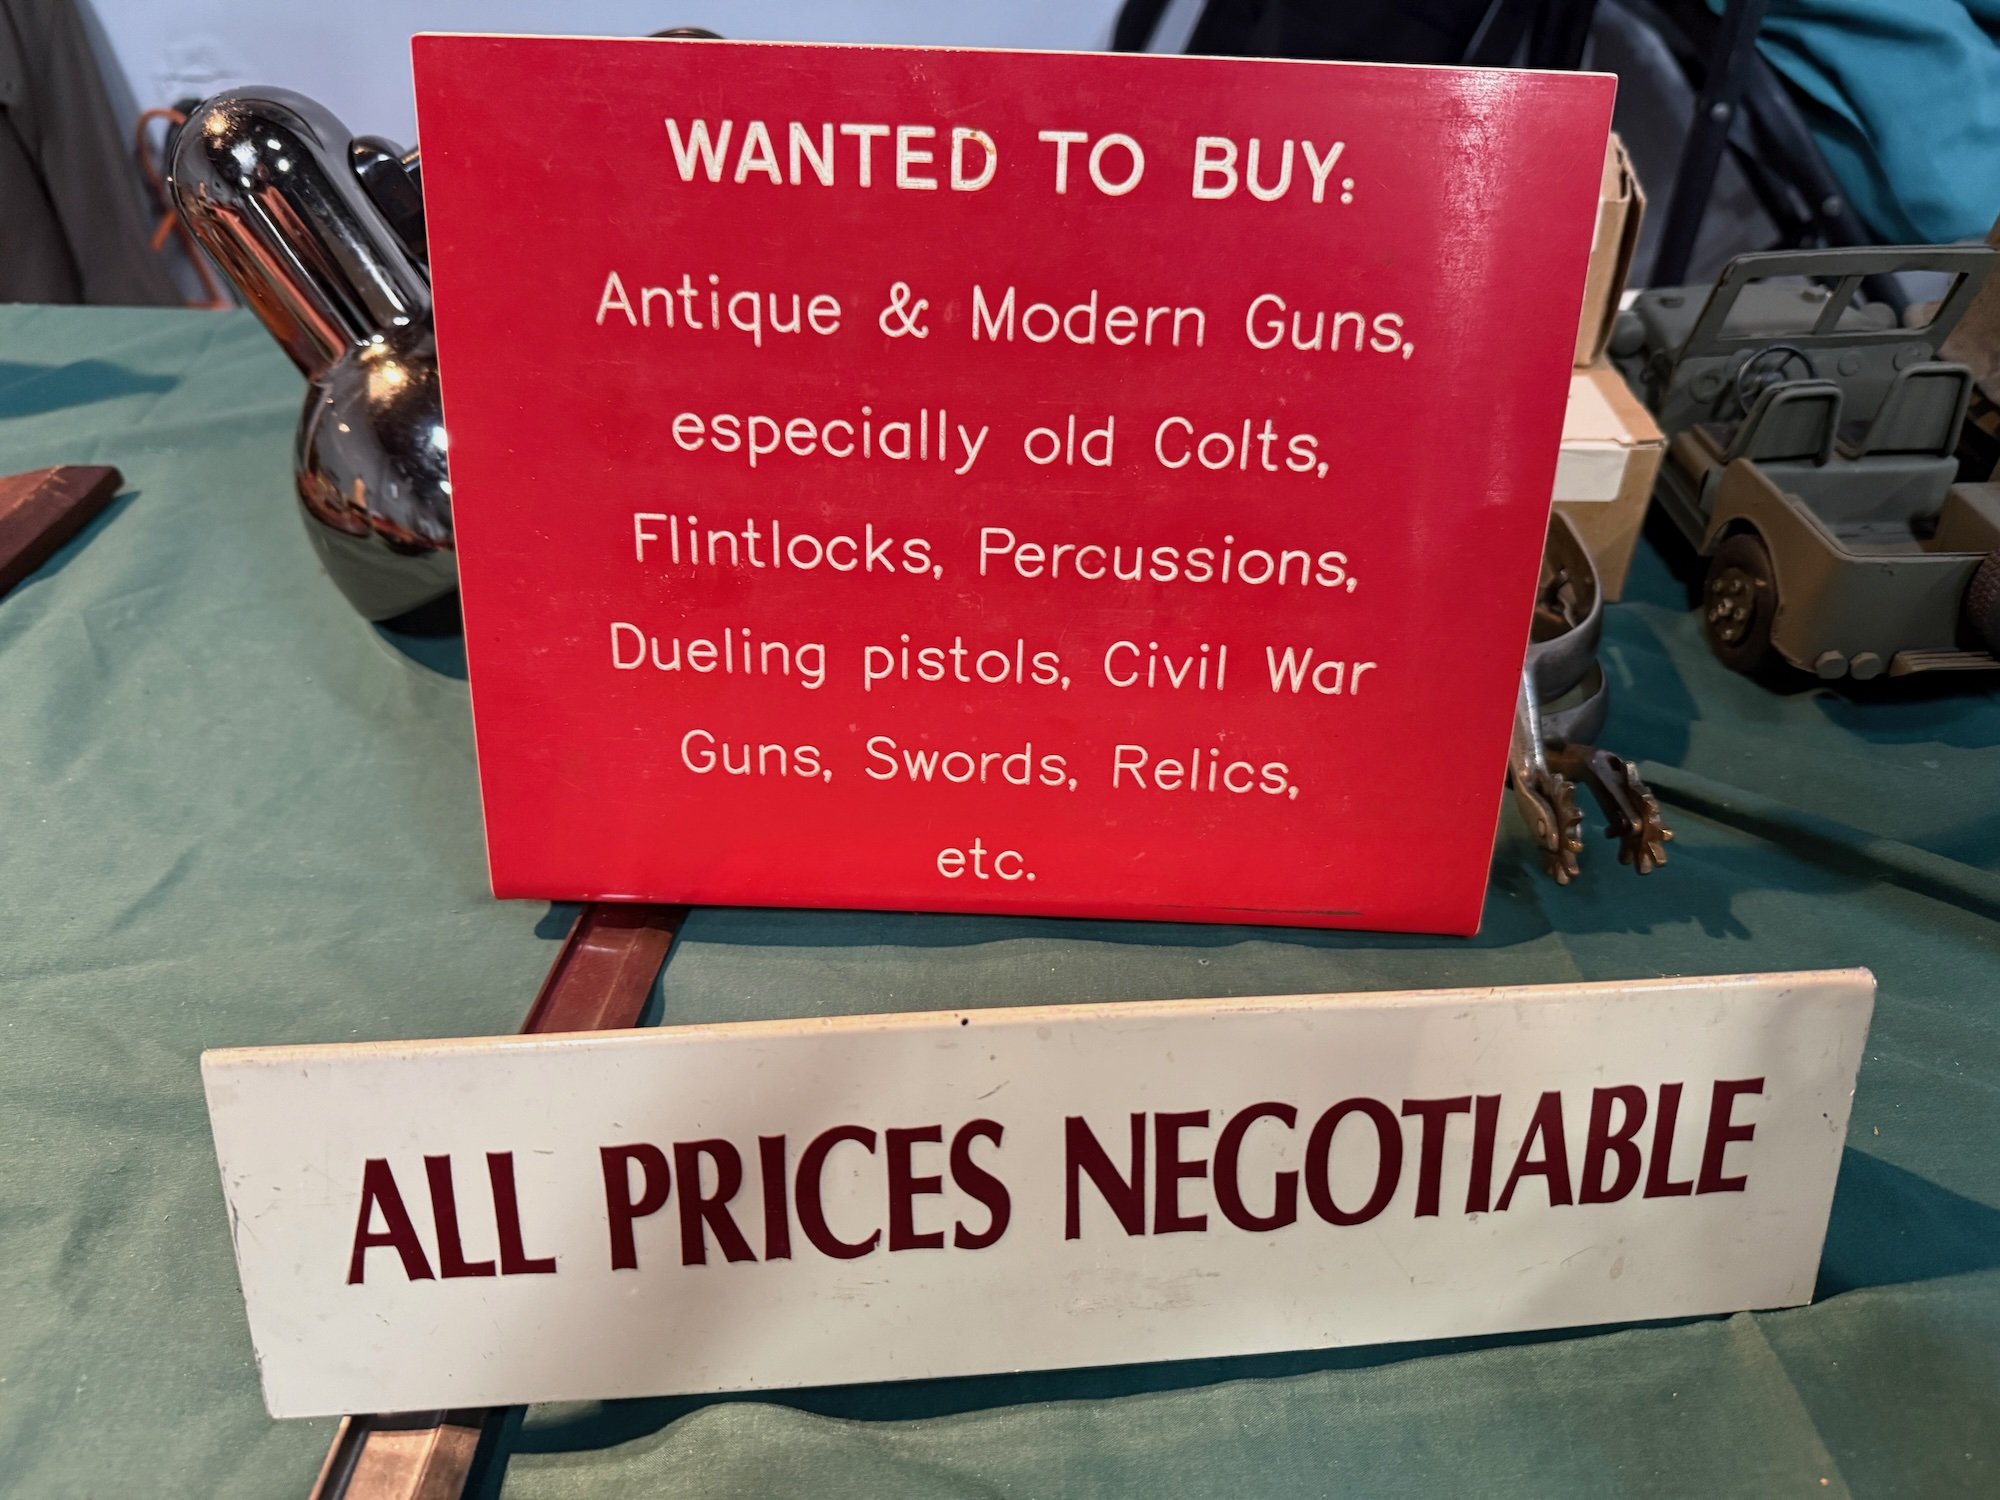 WANTED TO BUY:
Antique & Modern Guns,
especially old Colts,
Flintlocks, Percussions,
Dueling pistols, Civil War
Guns, Swords, Relics,
etc.
ALL PRICES NEGOTIABLE